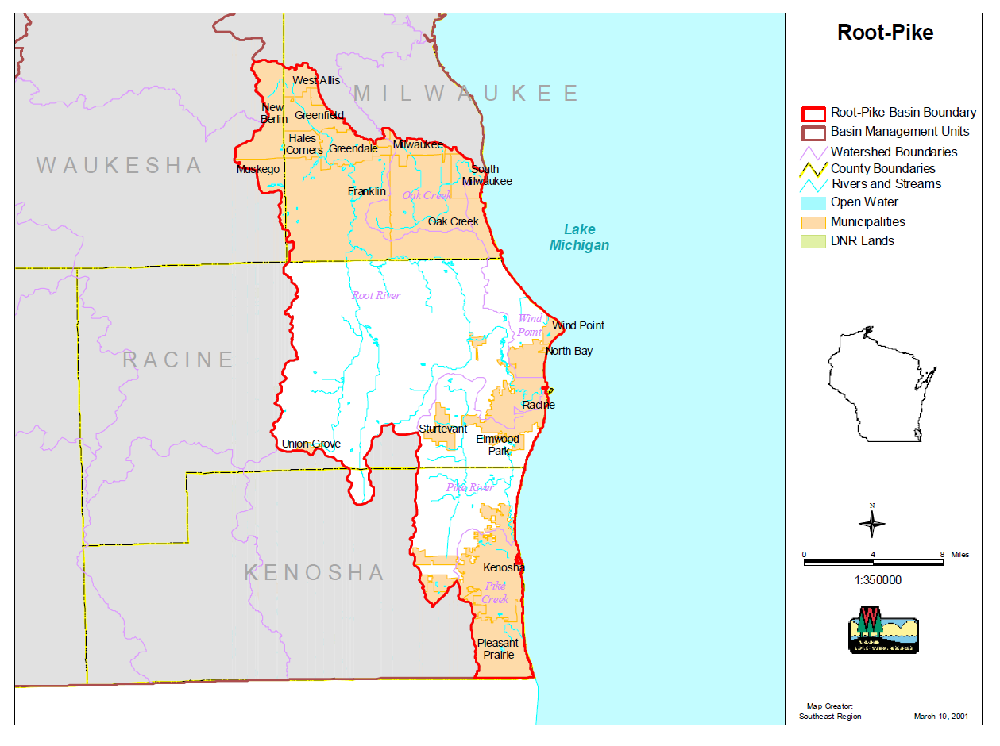 Root-Pike
Root-Pike Basin Boundary
Basin Management Units
Watershed Boundaries
County Boundaries
Rivers and Streams
Open Water
Municipalities
DNR Lands
MILWAUKEE
WAUKESHA
RACINE
KENOSHA
West Allis
New
Berlin
Greenfield
Hales
Corners
Greendale
Milwaukee
Muskego
South
Milwaukee
Franklin
Oak Creek
Oak Creek
Lake
Michigan
Root River
Wind
Point
Wind Point
North Bay
Racine
Sturtevant
Elmwood
Park
Union Grove
Pike River
Kenosha
Pike
Creek
Pleasant
Prairie
N
0 4 8 Miles
1:350000
W
Map Creator:
Southeast Region
March 19, 2001